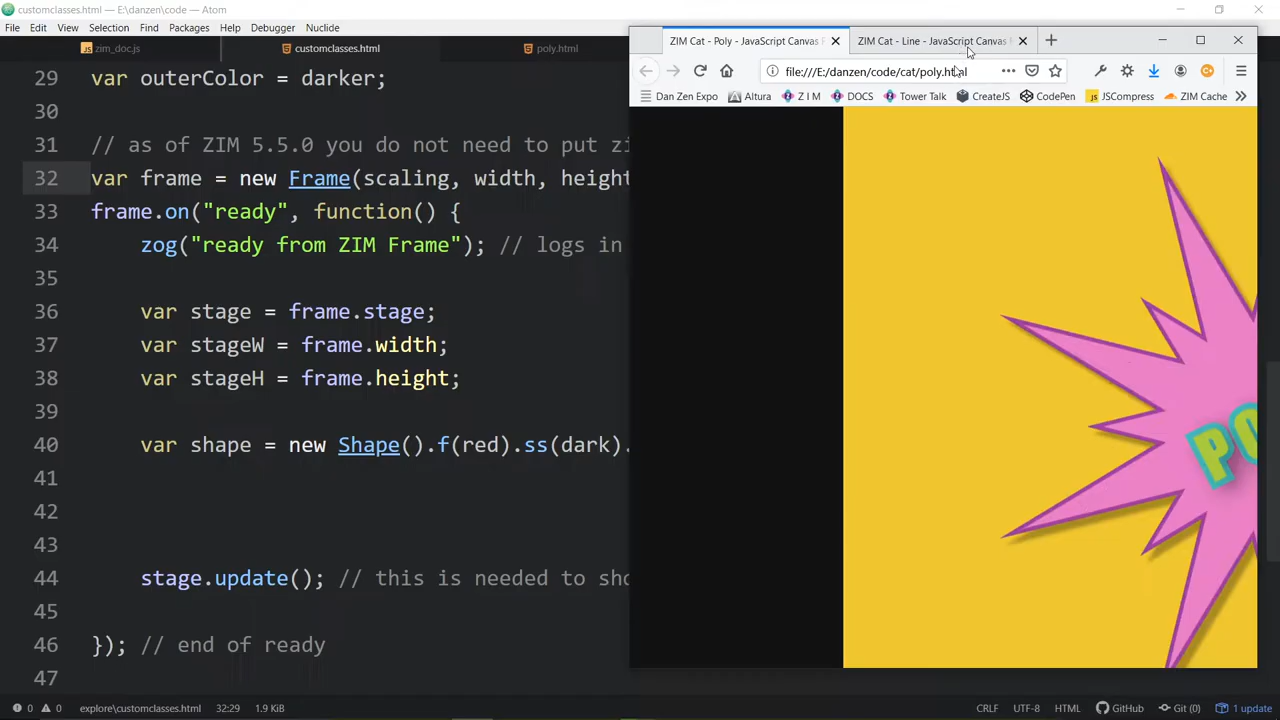 customclasses.html — E:\danzen\code — Atom
File Edit View Selection Find Packages Help Debugger Nuclide
zim_doc.js
customclasses.html
poly.html
29 var outerColor = darker;
30
31 // as of ZIM 5.5.0 you do not need to put zi
32 var frame = new Frame(scaling, width, height
33 frame.on("ready", function() {
34 zog("ready from ZIM Frame"); // logs in
35
36 var stage = frame.stage;
37 var stageW = frame.width;
38 var stageH = frame.height;
39
40 var shape = new Shape().f(red).ss(dark).
41
42
43
44 stage.update(); // this is needed to sho
45
46 }); // end of ready
47
ZIM Cat - Poly - JavaScript Canvas F
ZIM Cat - Line - JavaScript Canvas
file:///E:/danzen/code/cat/poly.html
Dan Zen Expo
Altura
Z I M
DOCS
Tower Talk
CreateJS
CodePen
JSCompress
ZIM Cache
PO
0 0 explore\customclasses.html 32:29 1.9 KiB
CRLF UTF-8 HTML GitHub Git (0) 1 update